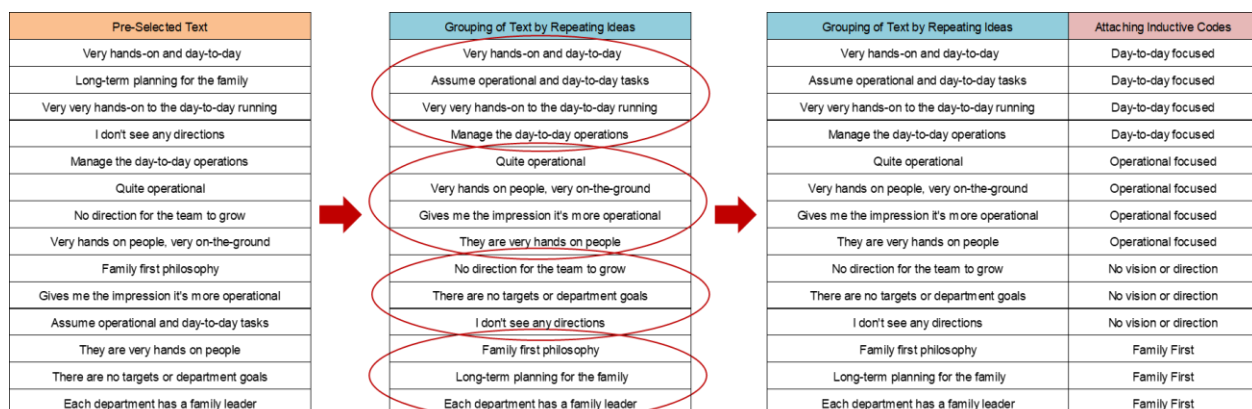 Pre-Selected Text
Very hands-on and day-to-day
Long-term planning for the family
Very very hands-on to the day-to-day running
I don't see any directions
Manage the day-to-day operations
Quite operational
No direction for the team to grow
Very hands on people, very on-the-ground
Family first philosophy
Gives me the impression it's more operational
Assume operational and day-to-day tasks
They are very hands on people
There are no targets or department goals
Each department has a family leader
Grouping of Text by Repeating Ideas
Very hands-on and day-to-day
Assume operational and day-to-day tasks
Very very hands-on to the day-to-day running
Manage the day-to-day operations
Quite operational
Very hands on people, very on-the-ground
Gives me the impression it's more operational
They are very hands on people
No direction for the team to grow
There are no targets or department goals
I don't see any directions
Family first philosophy
Long-term planning for the family
Each department has a family leader
Grouping of Text by Repeating Ideas Attaching Inductive Codes
Very hands-on and day-to-day Day-to-day focused
Assume operational and day-to-day tasks Day-to-day focused
Very very hands-on to the day-to-day running Day-to-day focused
Manage the day-to-day operations Day-to-day focused
Quite operational Operational focused
Very hands on people, very on-the-ground Operational focused
Gives me the impression it's more operational Operational focused
They are very hands on people Operational focused
No direction for the team to grow No vision or direction
There are no targets or department goals No vision or direction
I don't see any directions No vision or direction
Family first philosophy Family First
Long-term planning for the family Family First
Each department has a family leader Family First